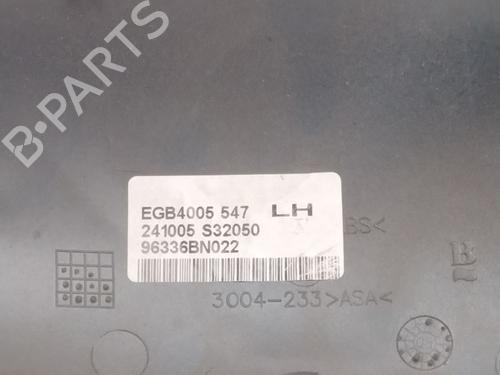 B-PARTS
EGB4005 547 LH
241005 S32050
96336BN022
BS<
3004-233>ASA<